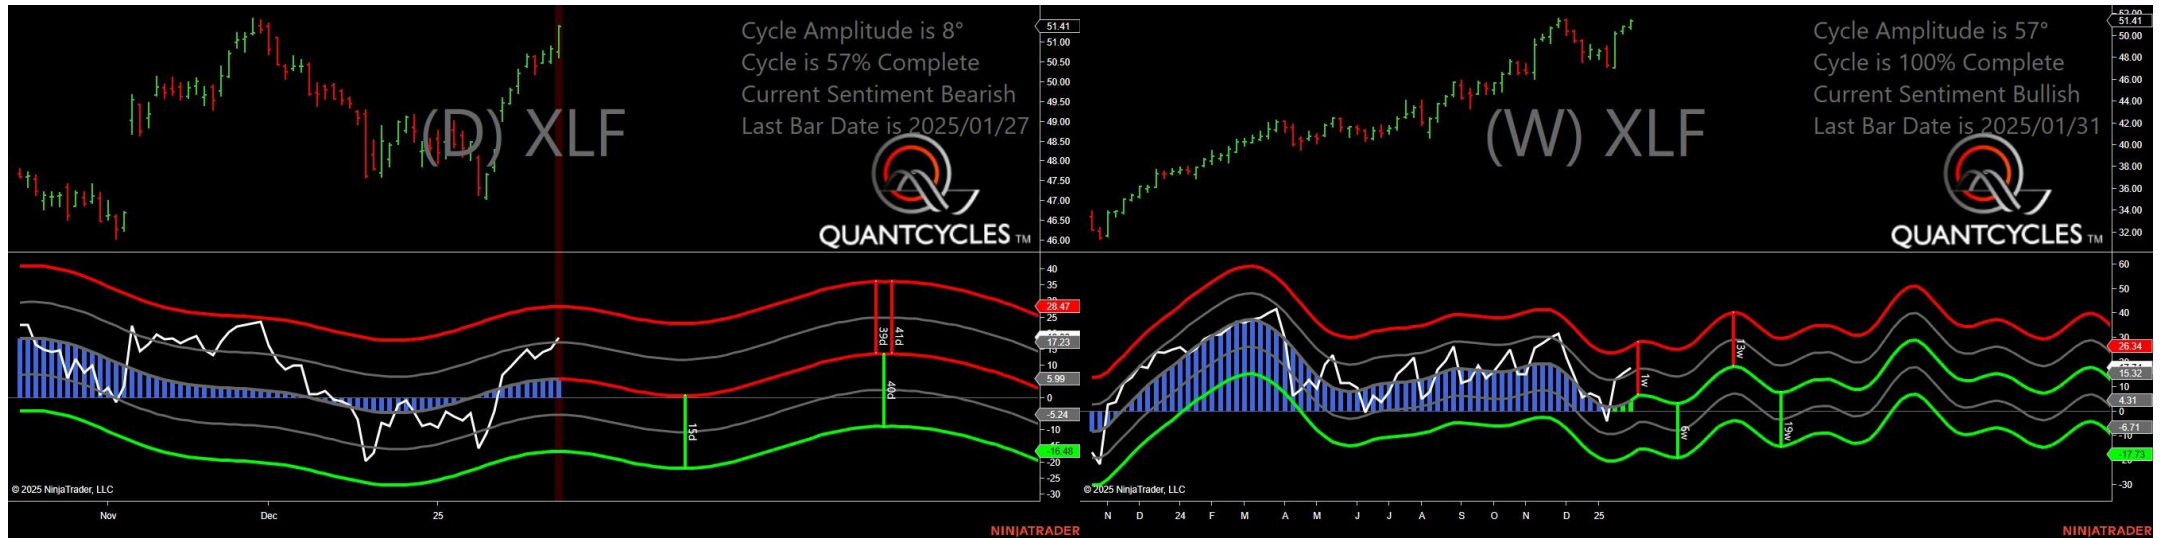 Cycle Amplitude is 8°
Cycle is 57% Complete
Current Sentiment Bearish
Last Bar Date is 2025/01/27
(D) XLF
QUANTCYCLES TM
51.41
51.00
50.50
50.00
49.50
49.00
48.50
48.00
47.50
47.00
46.50
46.00
40
35
28.47
25
17.23
15
5.99
0
-5.24
-10
-16.48
-20
-25
-30
39d
41d
40d
15d
© 2025 NinjaTrader, LLC
Nov
Dec
25
NINJATRADER
Cycle Amplitude is 57°
Cycle is 100% Complete
Current Sentiment Bullish
Last Bar Date is 2025/01/31
(W) XLF
QUANTCYCLES TM
52.00
51.41
50.00
48.00
46.00
44.00
42.00
40.00
38.00
36.00
34.00
32.00
60
50
40
30
26.34
15.32
10
4.31
0
-6.71
-10
-17.73
-30
1w
13w
6w
19w
© 2025 NinjaTrader, LLC
N D 24 F M A M J J A S O N D 25
NINJATRADER